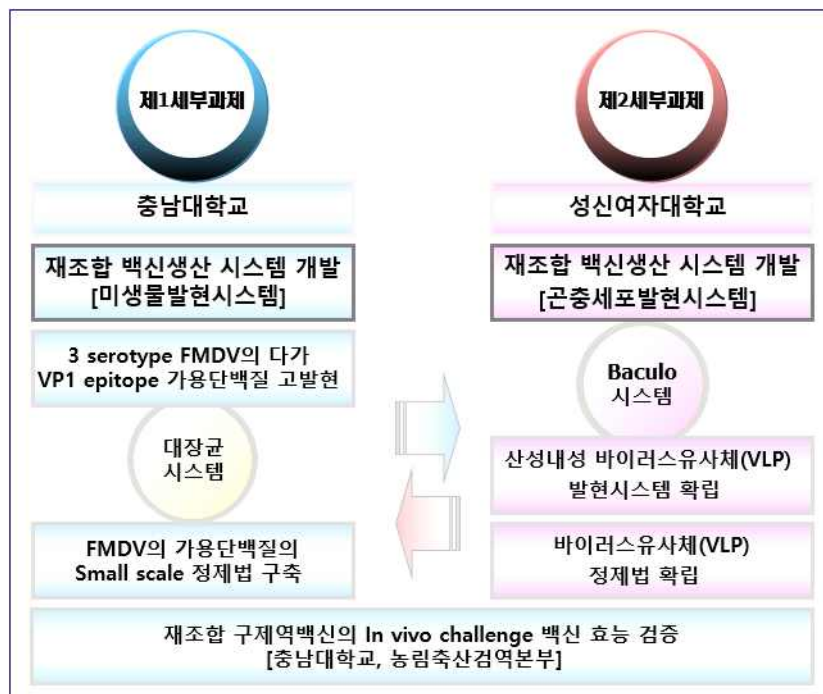 제1세부과제
충남대학교
재조합 백신생산 시스템 개발
[미생물발현시스템]
3 serotype FMDV의 다가
VP1 epitope 가용단백질 고발현
대장균
시스템
FMDV의 가용단백질의
Small scale 정제법 구축
제2세부과제
성신여자대학교
재조합 백신생산 시스템 개발
[곤충세포발현시스템]
Baculo
시스템
산성내성 바이러스유사체(VLP)
발현시스템 확립
바이러스유사체(VLP)
정제법 확립
재조합 구제역백신의 In vivo challenge 백신 효능 검증
[충남대학교, 농림축산검역본부]